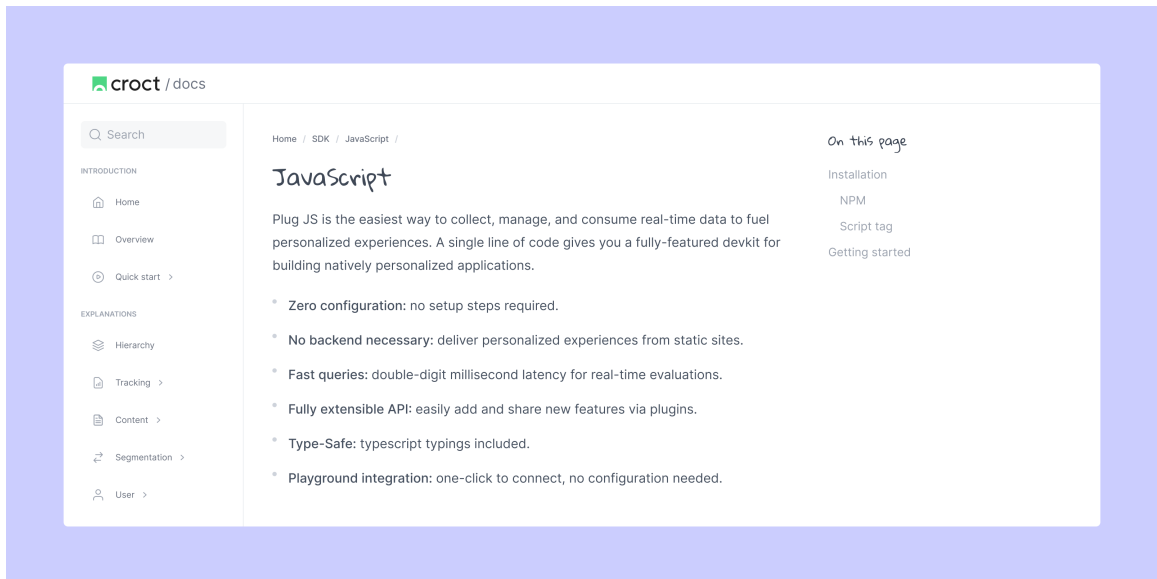 croct / docs
Search
INTRODUCTION
Home
Overview
Quick start
EXPLANATIONS
Hierarchy
Tracking
Content
Segmentation
User
Home / SDK / JavaScript /
JavaScript
Plug JS is the easiest way to collect, manage, and consume real-time data to fuel
personalized experiences. A single line of code gives you a fully-featured devkit for
building natively personalized applications.
Zero configuration: no setup steps required.
No backend necessary: deliver personalized experiences from static sites.
Fast queries: double-digit millisecond latency for real-time evaluations.
Fully extensible API: easily add and share new features via plugins.
Type-Safe: typescript typings included.
Playground integration: one-click to connect, no configuration needed.
On this page
Installation
NPM
Script tag
Getting started